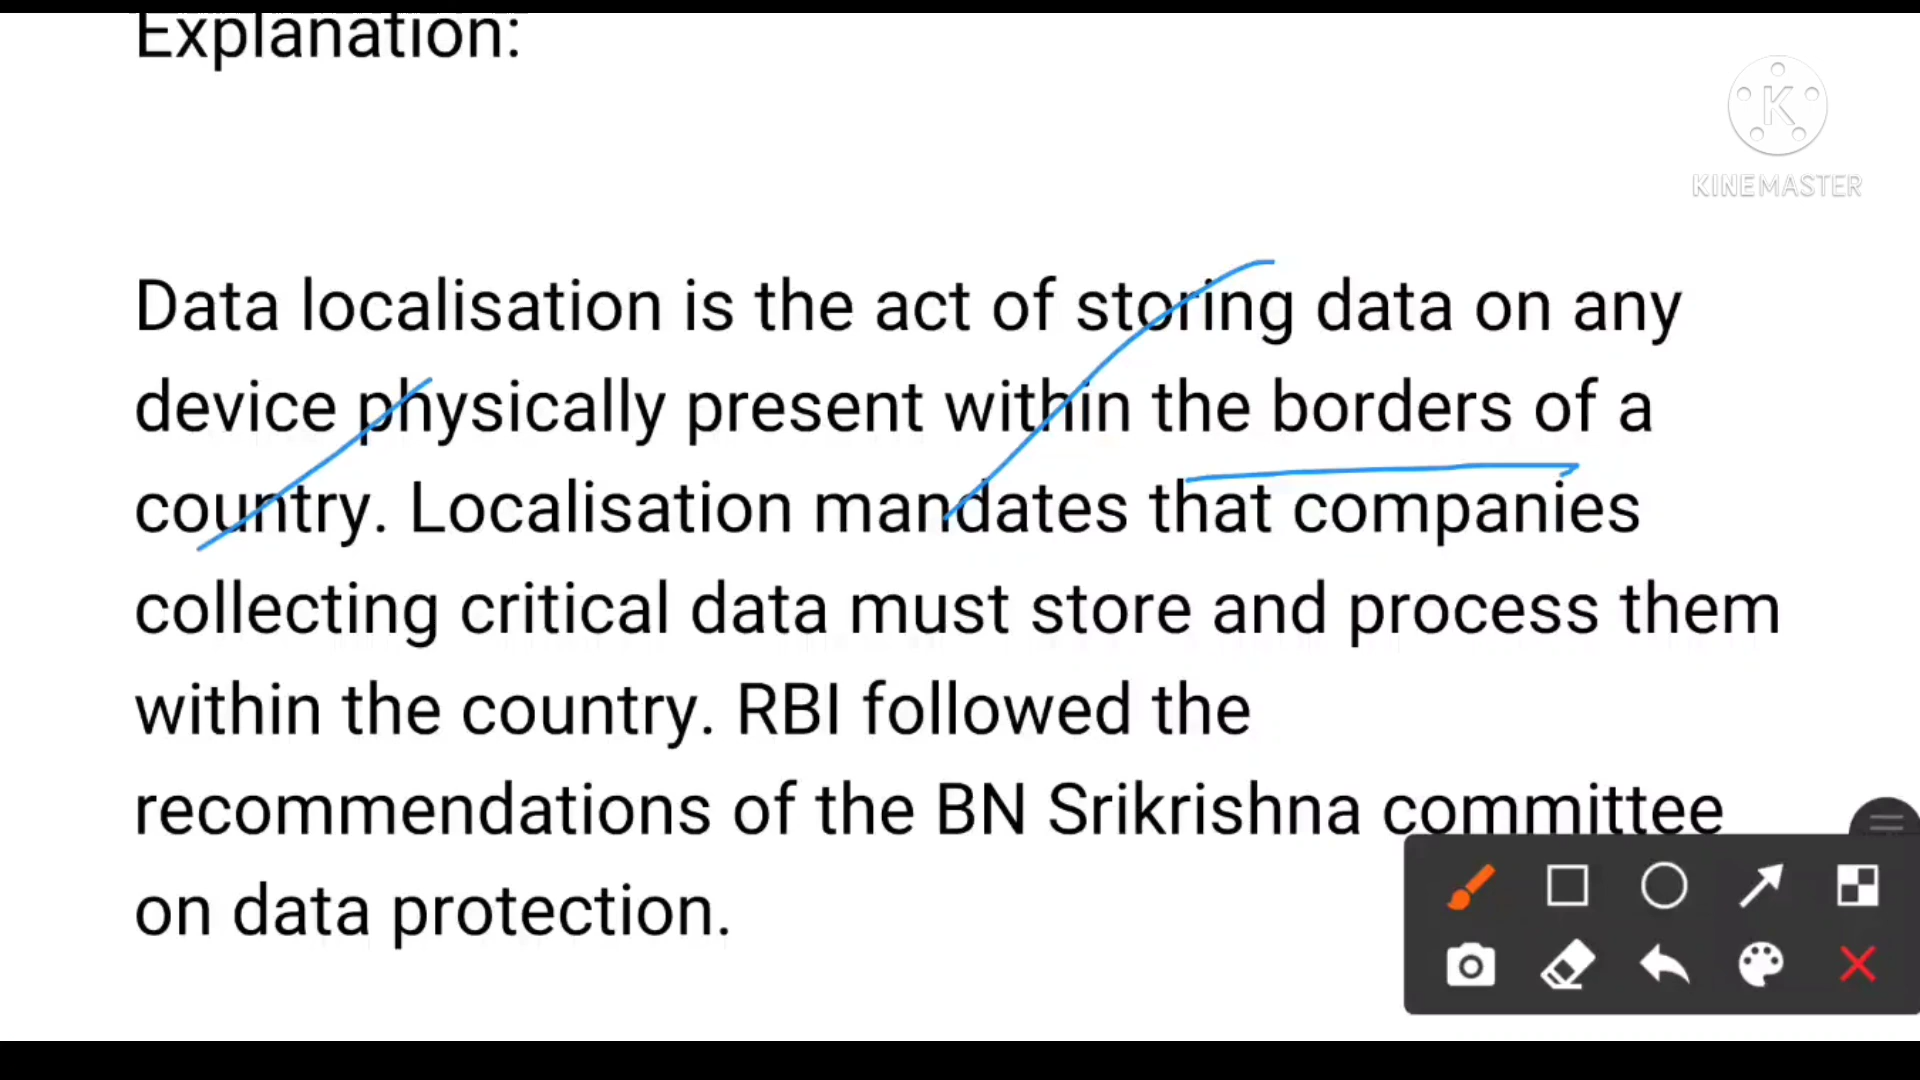 Explanation:
K
KINEMASTER
Data localisation is the act of storing data on any
device physically present within the borders of a
country. Localisation mandates that companies
collecting critical data must store and process them
within the country. RBI followed the
recommendations of the BN Srikrishna committee
on data protection.